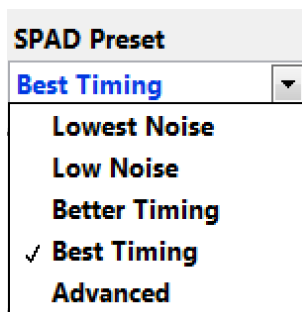 SPAD Preset
Best Timing
Lowest Noise
Low Noise
Better Timing
✓ Best Timing
Advanced